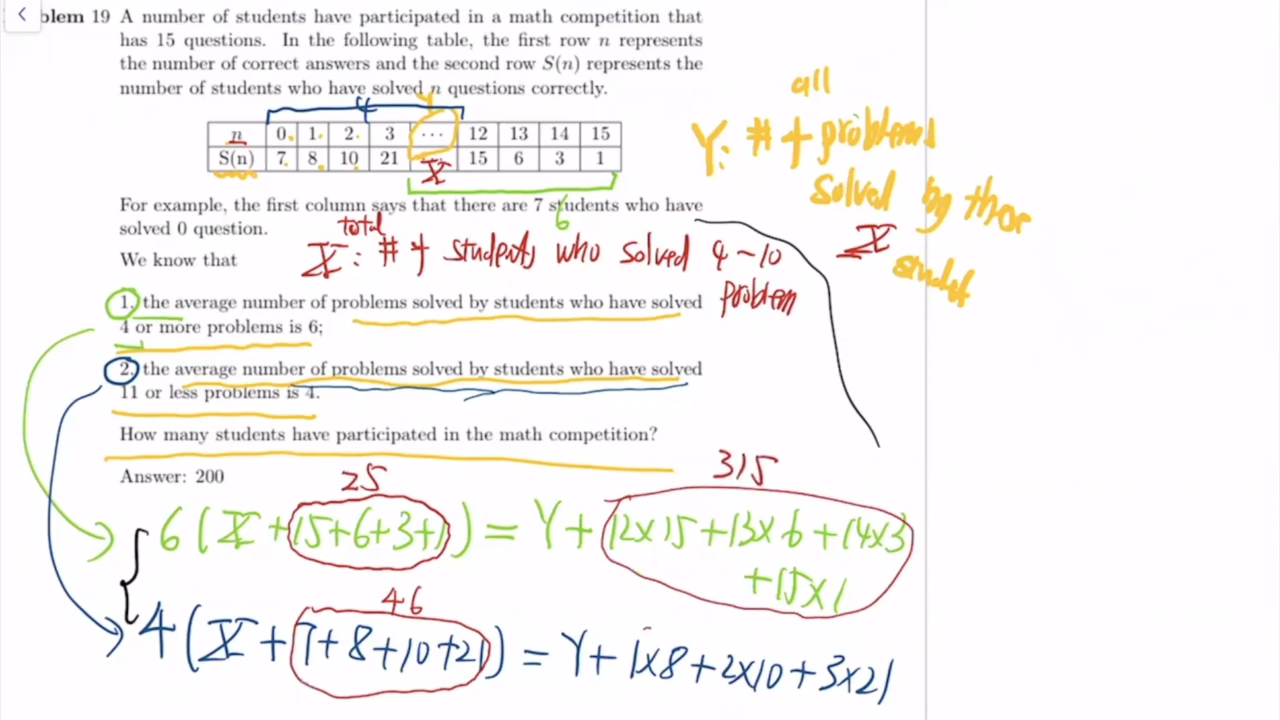 blem 19 A number of students have participated in a math competition that
has 15 questions. In the following table, the first row n represents
the number of correct answers and the second row S(n) represents the
number of students who have solved n questions correctly.
4
n 0 1 2 3 ... 12 13 14 15
S(n) 7 8 10 21 X 15 6 3 1
6
all
Y: # of problems
solved by those
X
student
For example, the first column says that there are 7 students who have
solved 0 question.
We know that
total
X: # of students who solved 4~10
problem
1. the average number of problems solved by students who have solved
4 or more problems is 6;
2. the average number of problems solved by students who have solved
11 or less problems is 4.
How many students have participated in the math competition?
Answer: 200
25
315
6(X+15+6+3+1)=Y+12×15+13×6+14×3
+15×1
46
4(X+7+8+10+21)=Y+1×8+2×10+3×21